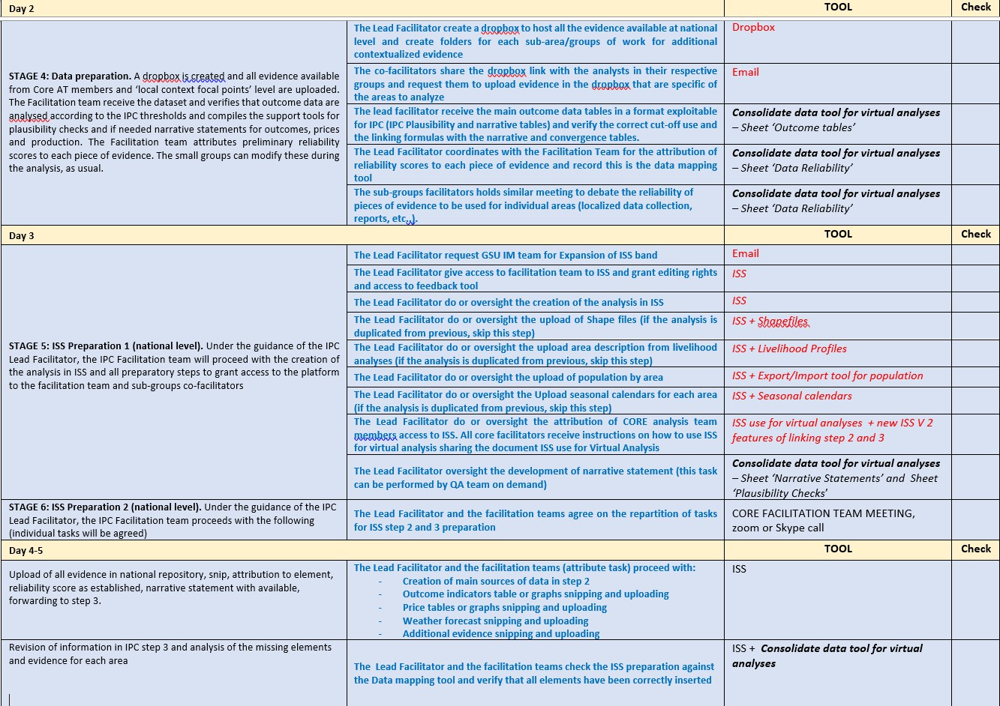 Day 2
TOOL
Check
STAGE 4: Data preparation. A dropbox is created and all evidence available
from Core AT members and ‘local context focal points’ level are uploaded.
The Facilitation team receive the dataset and verifies that outcome data are
analysed according to the IPC thresholds and compiles the support tools for
plausibility checks and if needed narrative statements for outcomes, prices
and production. The Facilitation team attributes preliminary reliability
scores to each piece of evidence. The small groups can modify these during
the analysis, as usual.
The Lead Facilitator create a dropbox to host all the evidence available at national
level and create folders for each sub-area/groups of work for additional
contextualized evidence
Dropbox
The co-facilitators share the dropbox link with the analysts in their respective
groups and request them to upload evidence in the dropbox that are specific of
the areas to analyze
Email
The lead facilitator receive the main outcome data tables in a format exploitable
for IPC (IPC Plausibility and narrative tables) and verify the correct cut-off use and
the linking formulas with the narrative and convergence tables.
Consolidate data tool for virtual analyses
– Sheet ‘Outcome tables’
The Lead Facilitator coordinates with the Facilitation Team for the attribution of
reliability scores to each piece of evidence and record this is the data mapping
tool
Consolidate data tool for virtual analyses
– Sheet ‘Data Reliability’
The sub-groups facilitators holds similar meeting to debate the reliability of
pieces of evidence to be used for individual areas (localized data collection,
reports, etc..).
Consolidate data tool for virtual analyses
– Sheet ‘Data Reliability’
Day 3
TOOL
Check
STAGE 5: ISS Preparation 1 (national level). Under the guidance of the IPC
Lead Facilitator, the IPC Facilitation team will proceed with the creation of
the analysis in ISS and all preparatory steps to grant access to the platform
to the facilitation team and sub-groups co-facilitators
The Lead Facilitator request GSU IM team for Expansion of ISS band
Email
The Lead Facilitator give access to facilitation team to ISS and grant editing rights
and access to feedback tool
ISS
The Lead Facilitator do or oversight the creation of the analysis in ISS
ISS
The Lead Facilitator do or oversight the upload of Shape files (if the analysis is
duplicated from previous, skip this step)
ISS + Shapefiles
The Lead Facilitator do or oversight the upload area description from livelihood
analyses (if the analysis is duplicated from previous, skip this step)
ISS + Livelihood Profiles
The Lead Facilitator do or oversight the upload of population by area
ISS + Export/Import tool for population
The Lead Facilitator do or oversight the Upload seasonal calendars for each area
(if the analysis is duplicated from previous, skip this step)
ISS + Seasonal calendars
The Lead Facilitator do or oversight the attribution of CORE analysis team
members access to ISS. All core facilitators receive instructions on how to use ISS
for virtual analysis sharing the document ISS use for Virtual Analysis
ISS use for virtual analyses + new ISS V 2
features of linking step 2 and 3
The Lead Facilitator oversight the development of narrative statement (this task
can be performed by QA team on demand)
Consolidate data tool for virtual analyses
– Sheet ‘Narrative Statements’ and Sheet
‘Plausibility Checks’
STAGE 6: ISS Preparation 2 (national level). Under the guidance of the IPC
Lead Facilitator, the IPC Facilitation team proceeds with the following
(individual tasks will be agreed)
The Lead Facilitator and the facilitation teams agree on the repartition of tasks
for ISS step 2 and 3 preparation
CORE FACILITATION TEAM MEETING,
zoom or Skype call
Day 4-5
TOOL
Check
Upload of all evidence in national repository, snip, attribution to element,
reliability score as established, narrative statement with available,
forwarding to step 3.
The Lead Facilitator and the facilitation teams (attribute task) proceed with:
- Creation of main sources of data in step 2
- Outcome indicators table or graphs snipping and uploading
- Price tables or graphs snipping and uploading
- Weather forecast snipping and uploading
- Additional evidence snipping and uploading
ISS
Revision of information in IPC step 3 and analysis of the missing elements
and evidence for each area
The Lead Facilitator and the facilitation teams check the ISS preparation against
the Data mapping tool and verify that all elements have been correctly inserted
ISS + Consolidate data tool for virtual
analyses